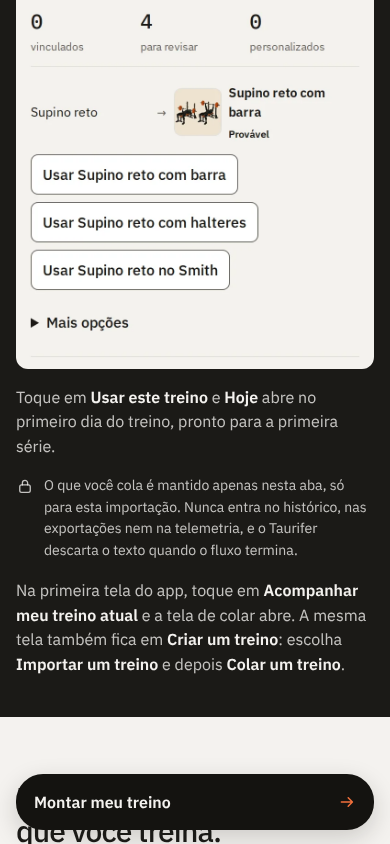 0 4 0
vinculados para revisar personalizados
Supino reto → Supino reto com
barra
Provável
Usar Supino reto com barra
Usar Supino reto com halteres
Usar Supino reto no Smith
Mais opções
Toque em Usar este treino e Hoje abre no
primeiro dia do treino, pronto para a primeira
série.
O que você cola é mantido apenas nesta aba, só
para esta importação. Nunca entra no histórico, nas
exportações nem na telemetria, e o Taurifer
descarta o texto quando o fluxo termina.
Na primeira tela do app, toque em Acompanhar
meu treino atual e a tela de colar abre. A mesma
tela também fica em Criar um treino: escolha
Importar um treino e depois Colar um treino.
Montar meu treino →
que você treina.